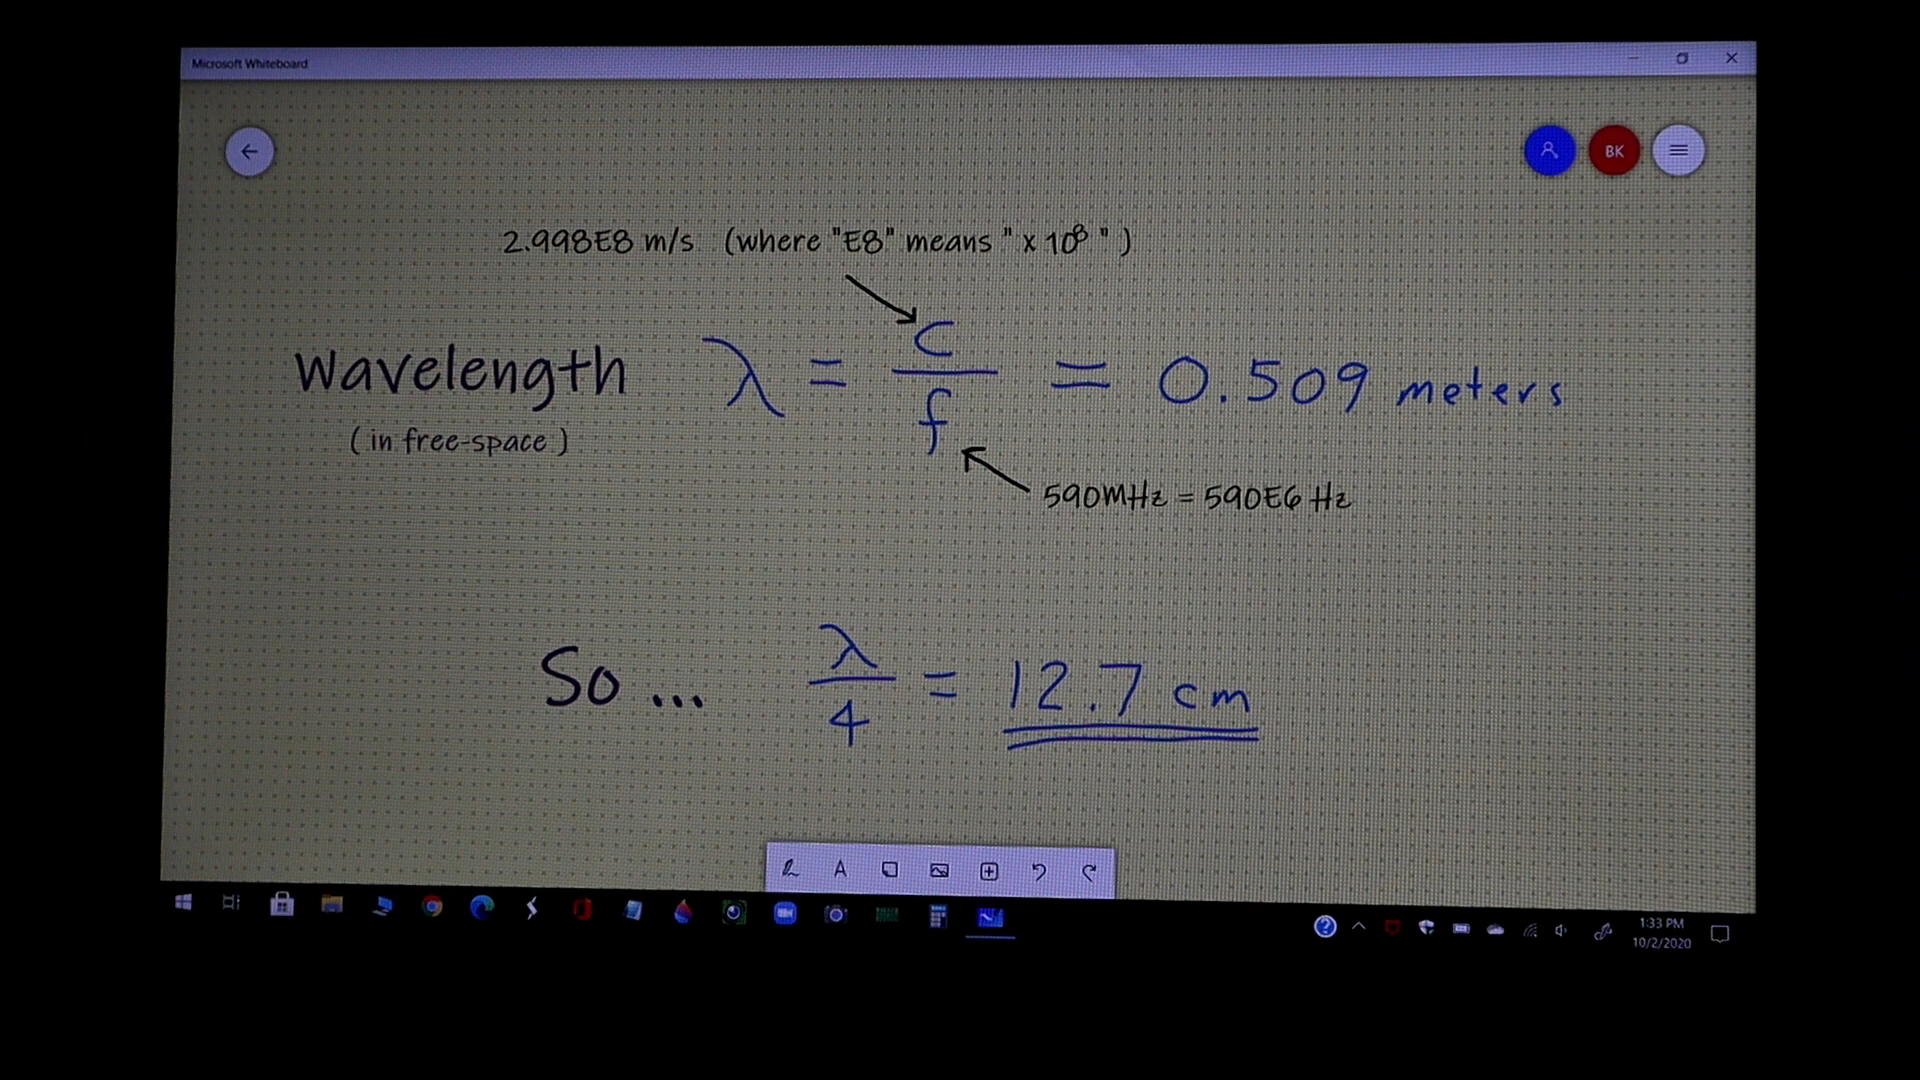 Microsoft Whiteboard
BK
2.998E8 m/s (where "E8" means " x 10⁸ " )
Wavelength λ = c/f = 0.509 meters
( in free-space )
590MHz = 590E6 Hz
So ... λ/4 = 12.7 cm
1:33 PM
10/2/2020